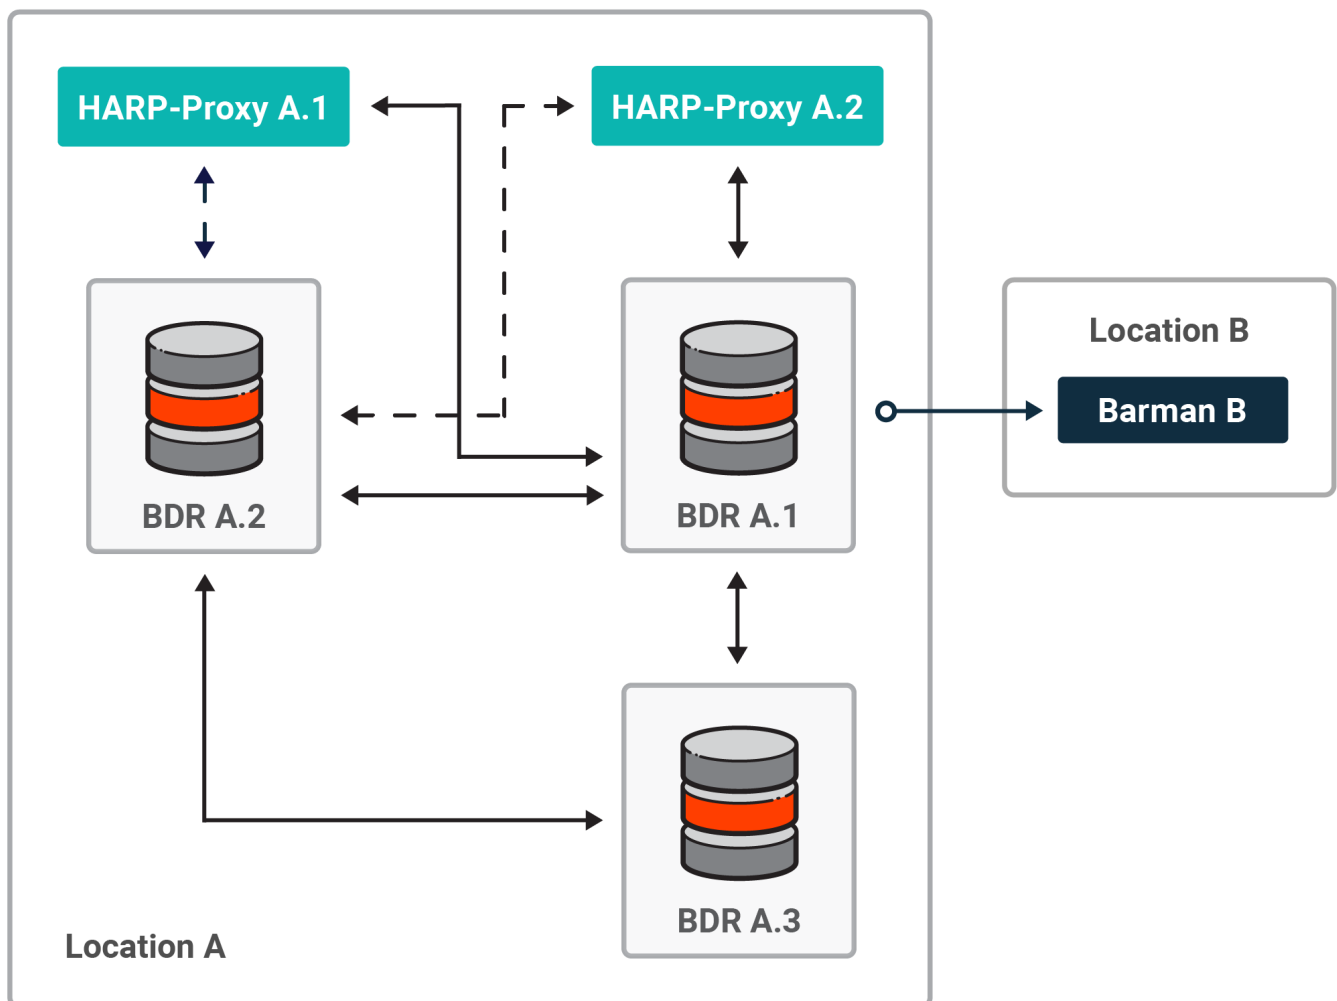 HARP-Proxy A.1
HARP-Proxy A.2
BDR A.2
BDR A.1
Location B
Barman B
BDR A.3
Location A